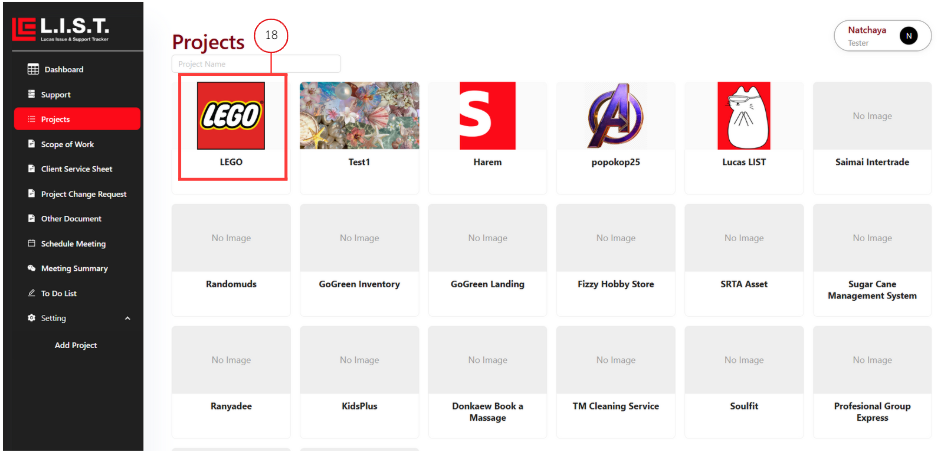 L.I.S.T.
Lucas Issue & Support Tracker
Dashboard
Support
Projects
Scope of Work
Client Service Sheet
Project Change Request
Other Document
Schedule Meeting
Meeting Summary
To Do List
Setting
Add Project
Projects
18
Natchaya
Tester
N
Project Name
LEGO
S
LEGO
Test1
Harem
popokop25
Lucas LIST
No Image
Saimai Intertrade
No Image
No Image
No Image
No Image
No Image
No Image
Randomuds
GoGreen Inventory
GoGreen Landing
Fizzy Hobby Store
SRTA Asset
Sugar Cane
Management System
No Image
No Image
No Image
No Image
No Image
No Image
Ranyadee
KidsPlus
Donkaew Book a
Massage
TM Cleaning Service
Soulfit
Profesional Group
Express